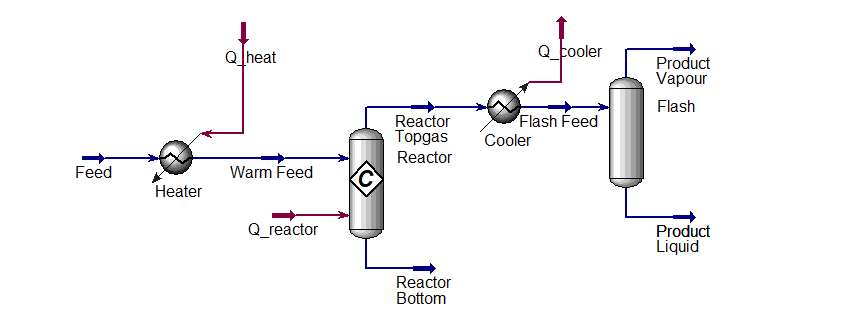 Q_heat
Q_cooler
Product
Vapour
Flash
Reactor
Topgas
Flash Feed
Cooler
Reactor
C
Feed
Heater
Warm Feed
Q_reactor
Product
Liquid
Reactor
Bottom